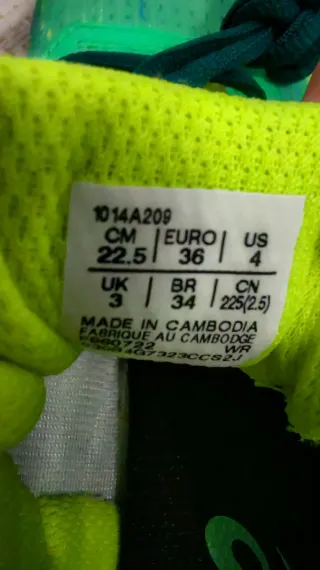 1014A209
CM | EURO | US
22.5 | 36 | 4
UK | BR | CN
3 | 34 | 225(2.5)
MADE IN CAMBODIA
FABRIQUE AU CAMBODGE
WR